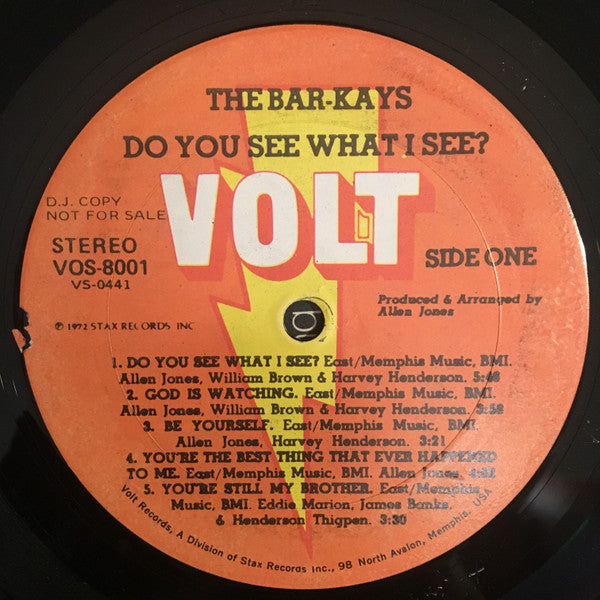 THE BAR-KAYS
DO YOU SEE WHAT I SEE?
VOLT
D.J. COPY
NOT FOR SALE
STEREO
VOS-8001
VS-0441
SIDE ONE
Produced & Arranged by
Allen Jones
℗ 1972 STAX RECORDS INC
1. DO YOU SEE WHAT I SEE? East/Memphis Music, BMI.
Allen Jones, William Brown & Harvey Henderson. 5:48
2. GOD IS WATCHING. East/Memphis Music, BMI.
Allen Jones, William Brown & Harvey Henderson. 3:58
3. BE YOURSELF. East/Memphis Music, BMI.
Allen Jones, Harvey Henderson. 3:21
4. YOU'RE THE BEST THING THAT EVER HAPPENED
TO ME. East/Memphis Music, BMI. Allen Jones.
5. YOU'RE STILL MY BROTHER. East/Memphis
Music, BMI. Eddie Marion, James Banks,
& Henderson Thigpen. 3:30
Volt Records, A Division of Stax Records Inc., 98 North Avalon, Memphis, USA